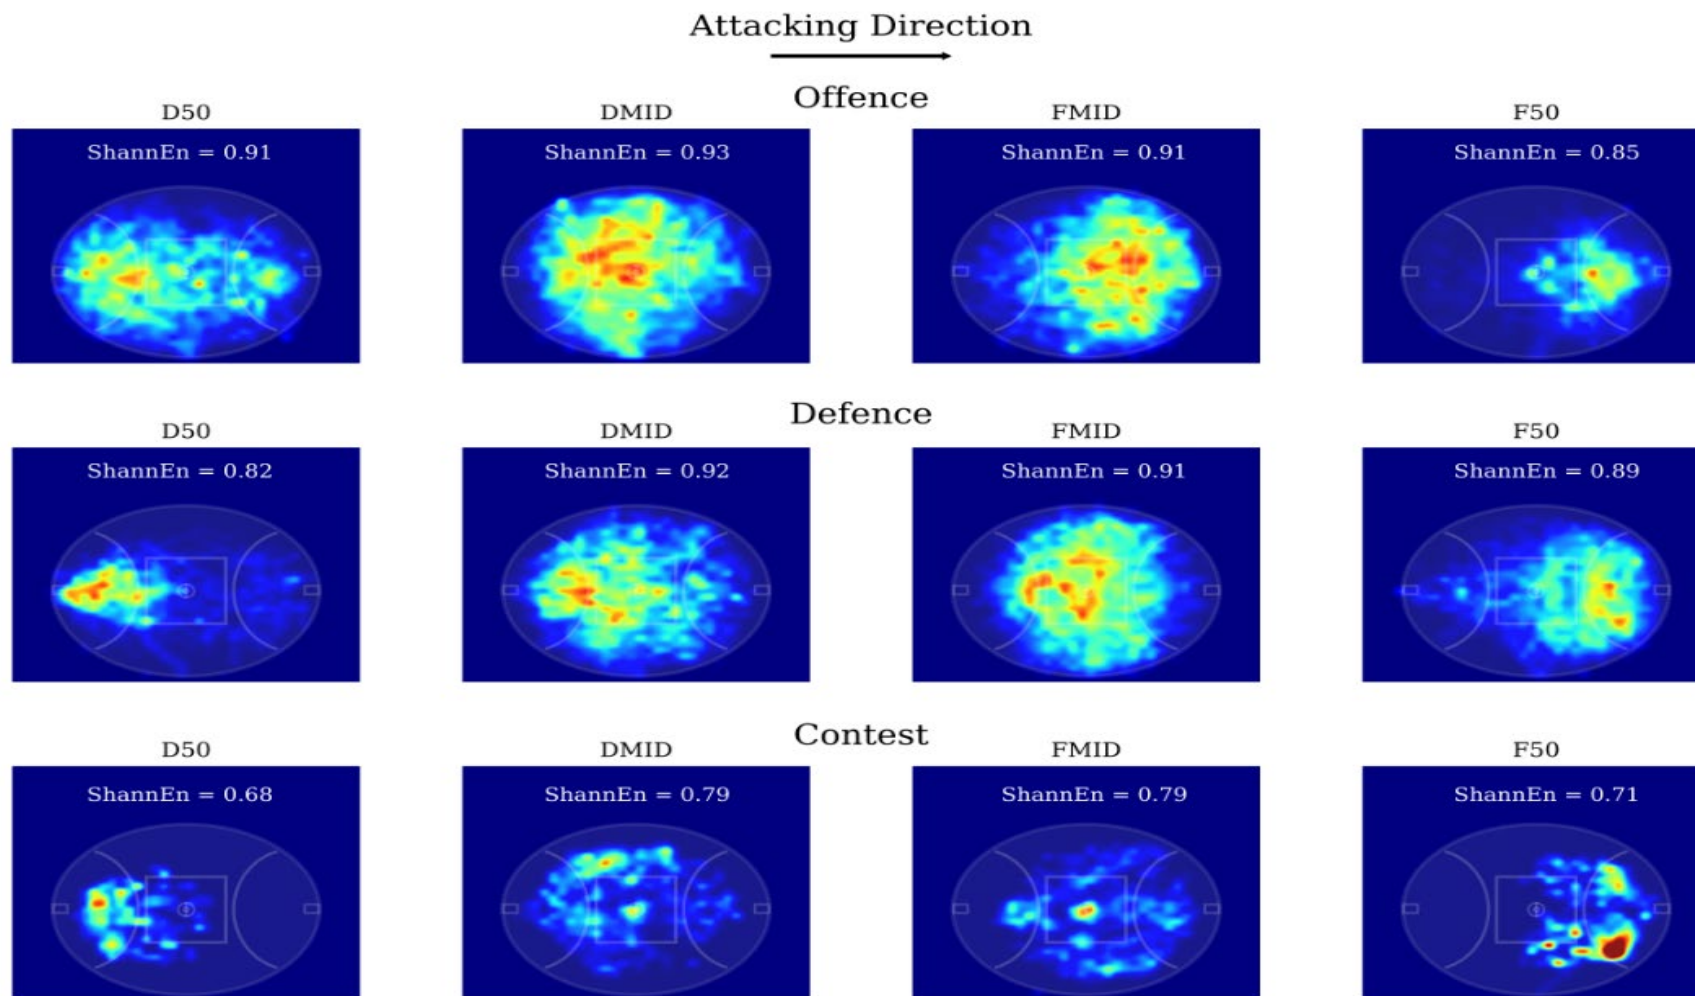 Attacking Direction
Offence
D50 DMID FMID F50
ShannEn = 0.91 ShannEn = 0.93 ShannEn = 0.91 ShannEn = 0.85
Defence
D50 DMID FMID F50
ShannEn = 0.82 ShannEn = 0.92 ShannEn = 0.91 ShannEn = 0.89
Contest
D50 DMID FMID F50
ShannEn = 0.68 ShannEn = 0.79 ShannEn = 0.79 ShannEn = 0.71